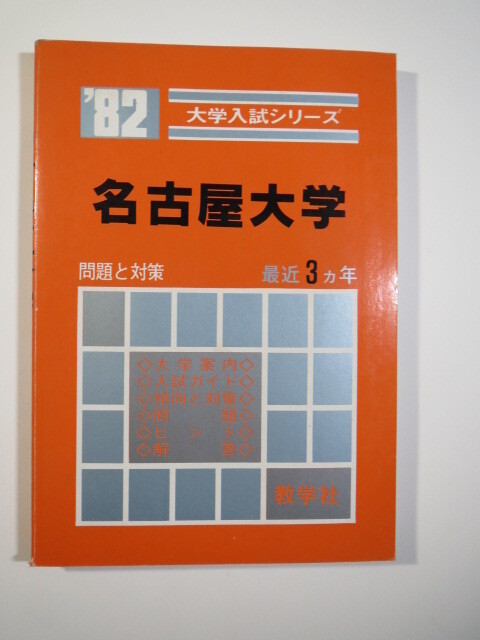 '82
大学入試シリーズ
名古屋大学
問題と対策
最近3ヵ年
◇大学案内◇
◇入試ガイド◇
◇傾向と対策◇
◇問題◇
◇ヒント◇
◇解答◇
教学社